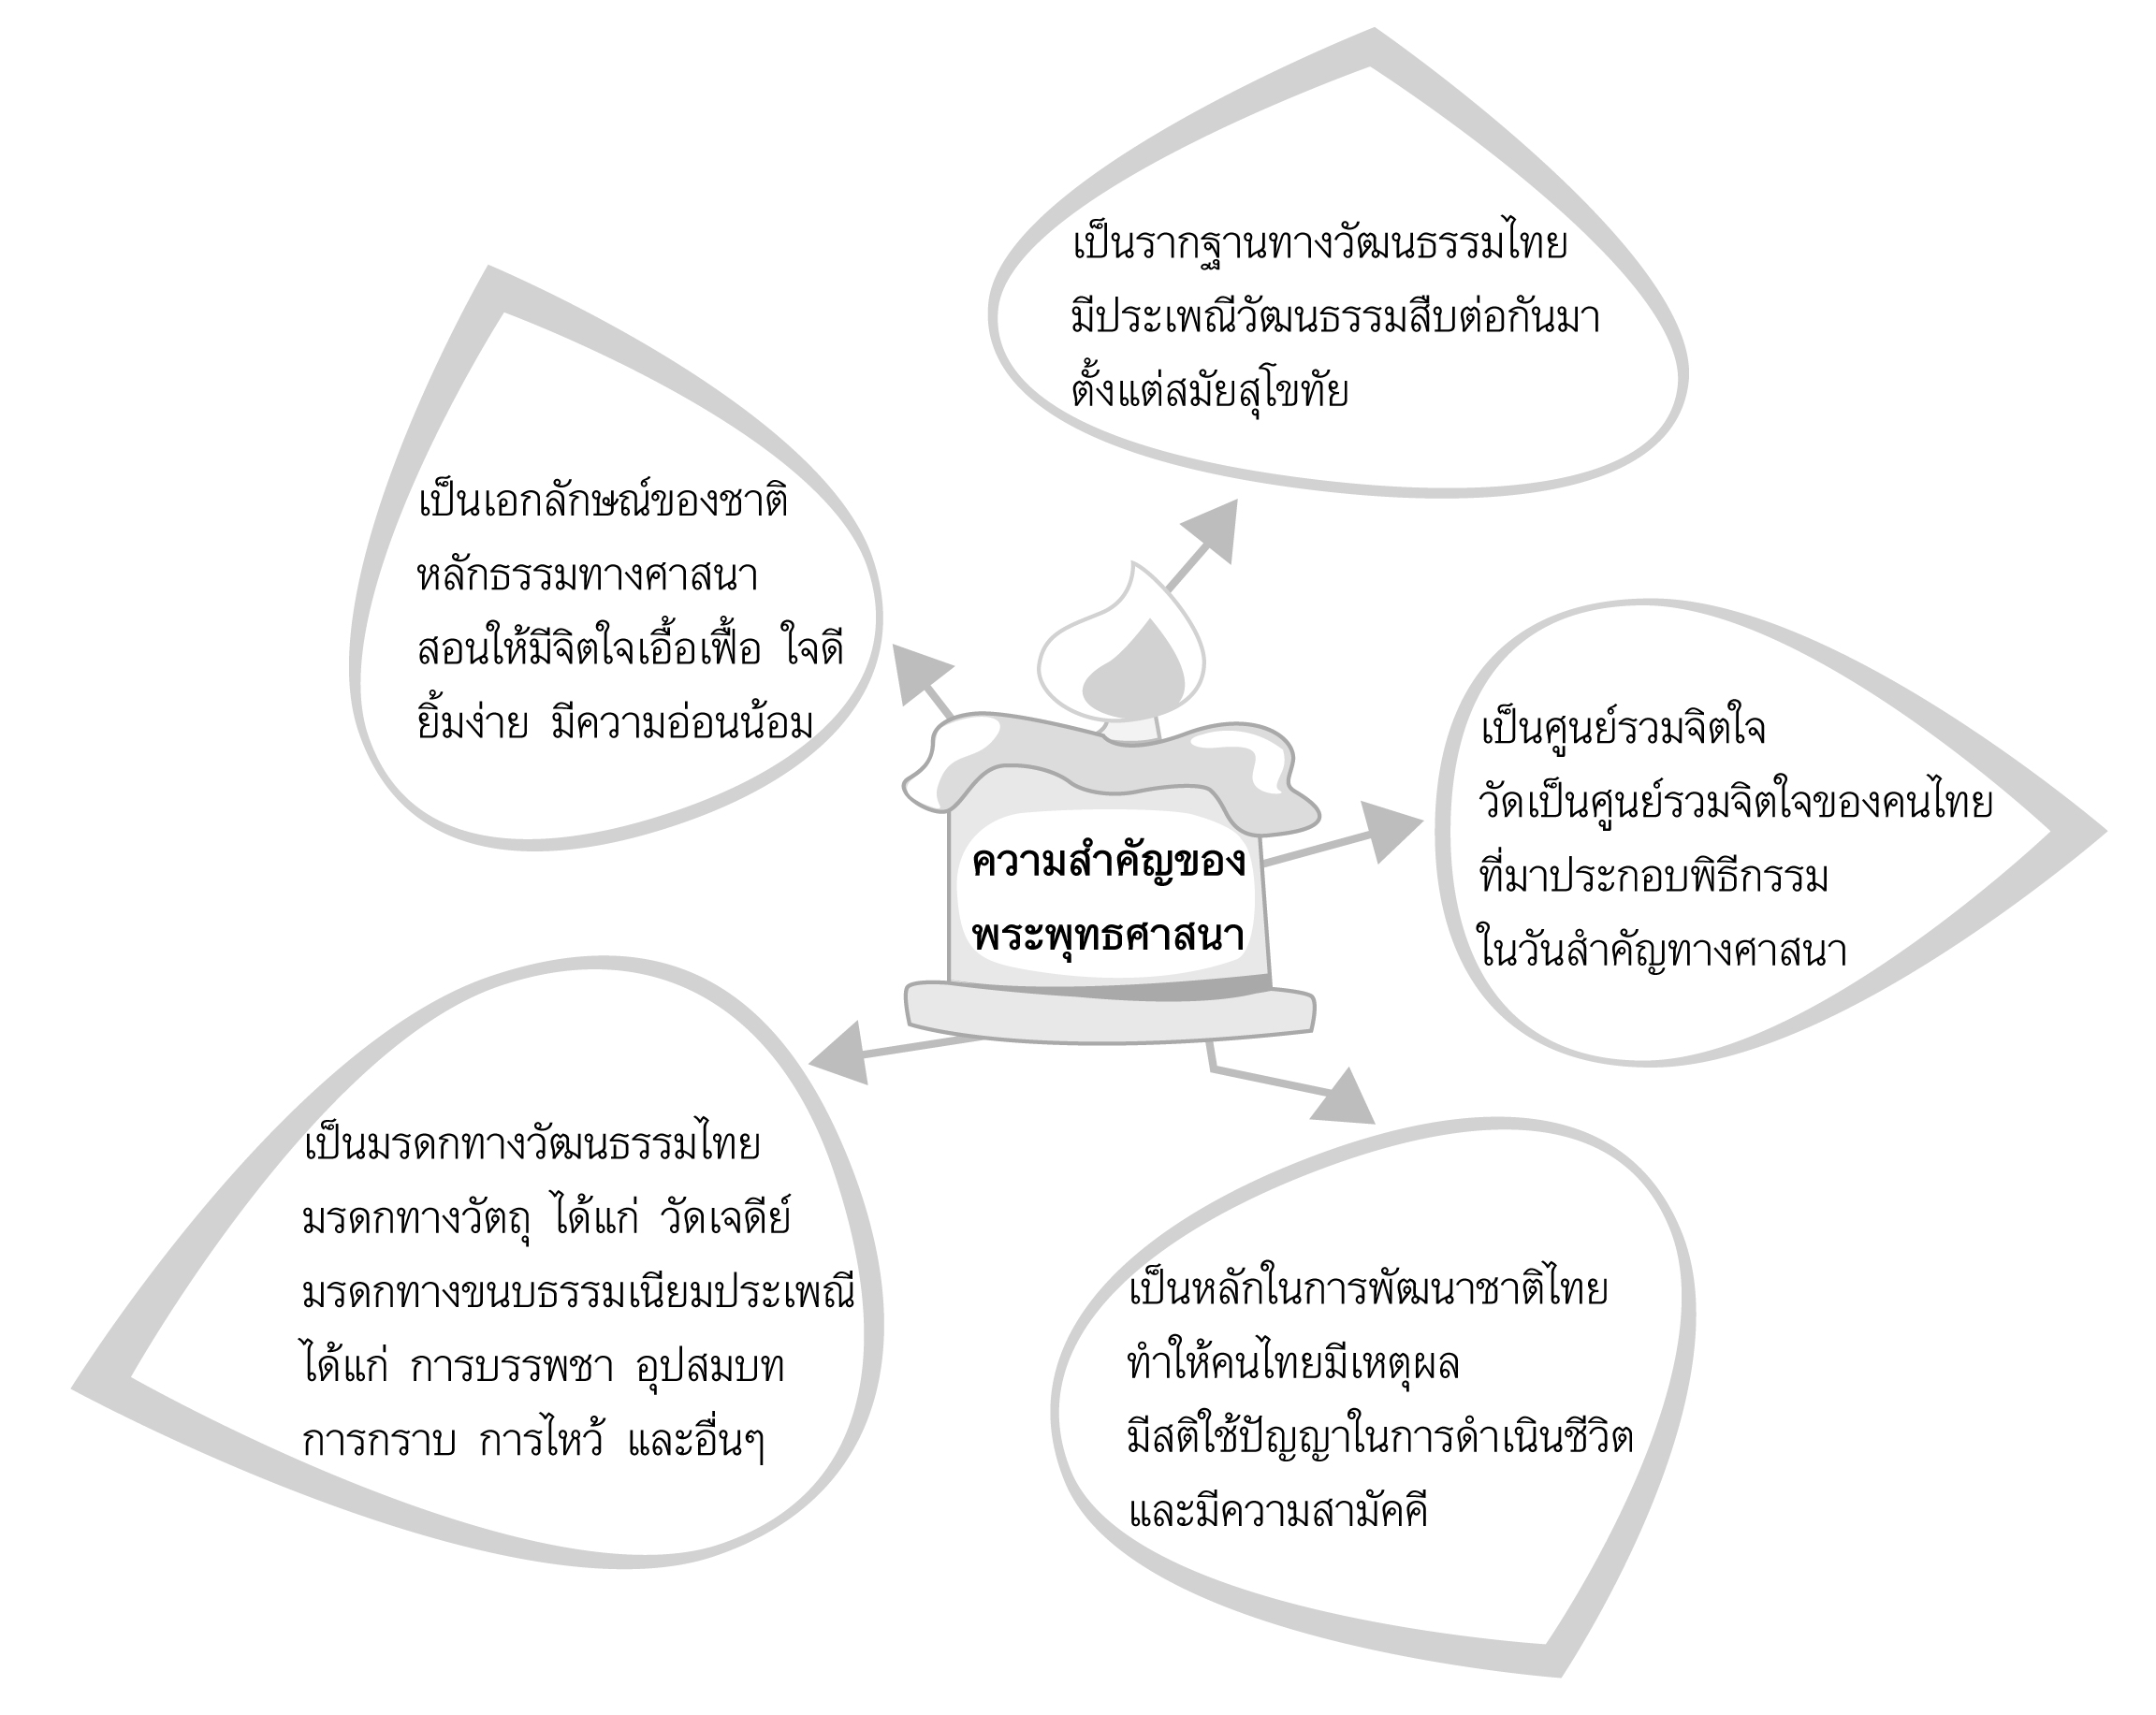 เป็นรากฐานทางวัฒนธรรมไทย
มีประเพณีวัฒนธรรมสืบต่อกันมา
ตั้งแต่สมัยสุโขทัย
เป็นเอกลักษณ์ของชาติ
หลักธรรมทางศาสนา
สอนให้มีจิตใจเอื้อเฟื้อ ใจดี
ยิ้มง่าย มีความอ่อนน้อม
เป็นศูนย์รวมจิตใจ
วัดเป็นศูนย์รวมจิตใจของคนไทย
ที่มาประกอบพิธีกรรม
ในวันสำคัญทางศาสนา
ความสำคัญของ
พระพุทธศาสนา
เป็นมรดกทางวัฒนธรรมไทย
มรดกทางวัตถุ ได้แก่ วัดเจดีย์
มรดกทางขนบธรรมเนียมประเพณี
ได้แก่ การบรรพชา อุปสมบท
การกราบ การไหว้ และอื่นๆ
เป็นหลักในการพัฒนาชาติไทย
ทำให้คนไทยมีเหตุผล
มีสติใช้ปัญญาในการดำเนินชีวิต
และมีความสามัคคี